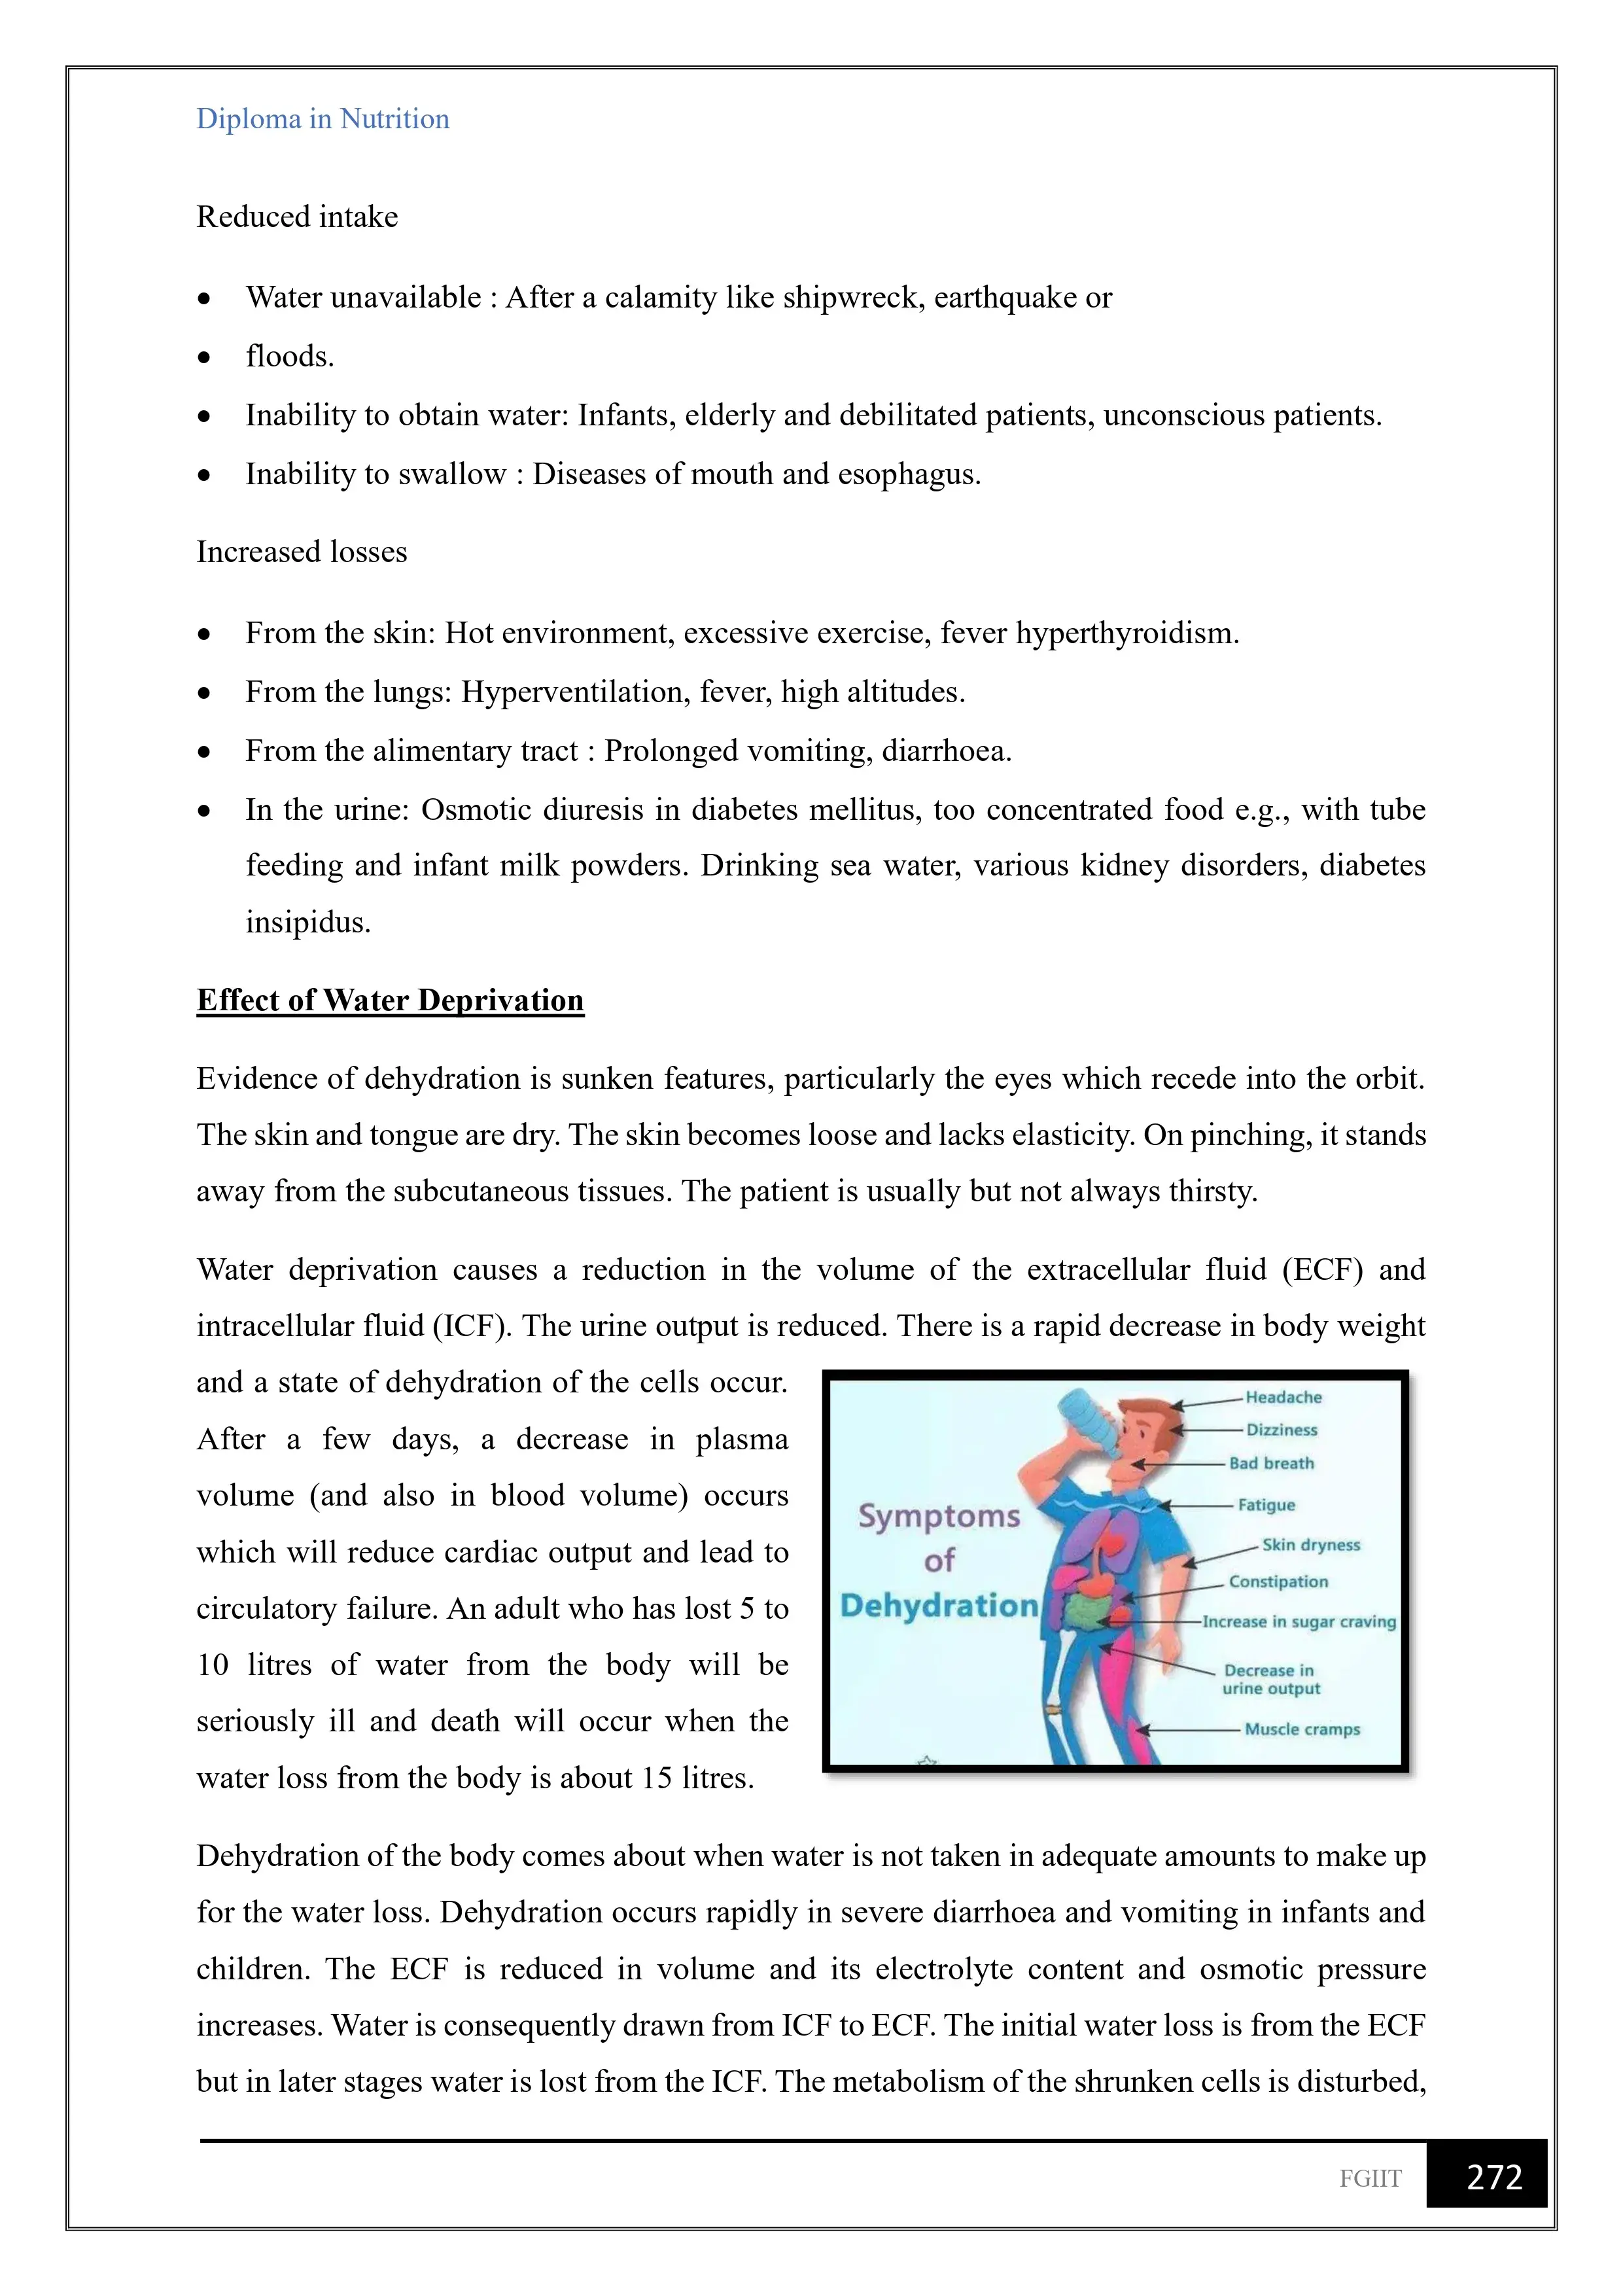 Diploma in Nutrition
Reduced intake
• Water unavailable : After a calamity like shipwreck, earthquake or
• floods.
• Inability to obtain water: Infants, elderly and debilitated patients, unconscious patients.
• Inability to swallow : Diseases of mouth and esophagus.
Increased losses
• From the skin: Hot environment, excessive exercise, fever hyperthyroidism.
• From the lungs: Hyperventilation, fever, high altitudes.
• From the alimentary tract : Prolonged vomiting, diarrhoea.
• In the urine: Osmotic diuresis in diabetes mellitus, too concentrated food e.g., with tube
feeding and infant milk powders. Drinking sea water, various kidney disorders, diabetes
insipidus.
Effect of Water Deprivation
Evidence of dehydration is sunken features, particularly the eyes which recede into the orbit.
The skin and tongue are dry. The skin becomes loose and lacks elasticity. On pinching, it stands
away from the subcutaneous tissues. The patient is usually but not always thirsty.
Water deprivation causes a reduction in the volume of the extracellular fluid (ECF) and
intracellular fluid (ICF). The urine output is reduced. There is a rapid decrease in body weight
and a state of dehydration of the cells occur.
After a few days, a decrease in plasma
volume (and also in blood volume) occurs
which will reduce cardiac output and lead to
circulatory failure. An adult who has lost 5 to
10 litres of water from the body will be
seriously ill and death will occur when the
water loss from the body is about 15 litres.
Symptoms
of
Dehydration
Headache
Dizziness
Bad breath
Fatigue
Skin dryness
Constipation
Increase in sugar craving
Decrease in
urine output
Muscle cramps
Dehydration of the body comes about when water is not taken in adequate amounts to make up
for the water loss. Dehydration occurs rapidly in severe diarrhoea and vomiting in infants and
children. The ECF is reduced in volume and its electrolyte content and osmotic pressure
increases. Water is consequently drawn from ICF to ECF. The initial water loss is from the ECF
but in later stages water is lost from the ICF. The metabolism of the shrunken cells is disturbed,
FGIIT 272